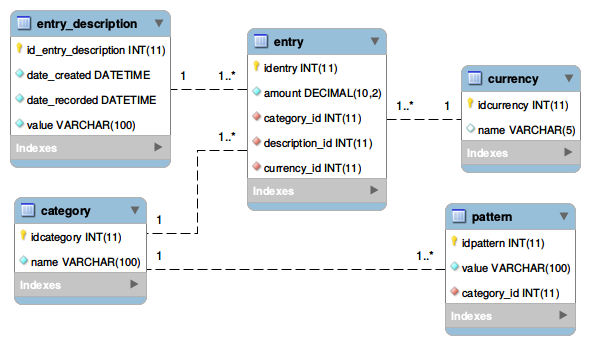 entry_description
id_entry_description INT(11)
date_created DATETIME
date_recorded DATETIME
value VARCHAR(100)
Indexes
1
1..*
entry
identry INT(11)
amount DECIMAL(10,2)
category_id INT(11)
description_id INT(11)
currency_id INT(11)
Indexes
1..*
1
currency
idcurrency INT(11)
name VARCHAR(5)
Indexes
1..*
1
category
idcategory INT(11)
name VARCHAR(100)
Indexes
1
1..*
pattern
idpattern INT(11)
value VARCHAR(100)
category_id INT(11)
Indexes